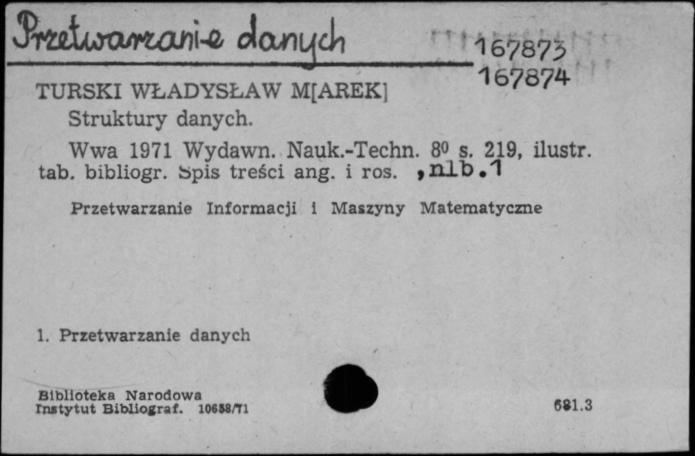 Przetwarzanie danych
167873
167874
TURSKI WŁADYSŁAW M[AREK]
Struktury danych.
Wwa 1971 Wydawn. Nauk.-Techn. 8⁰ s. 219, ilustr.
tab. bibliogr. Spis treści ang. i ros. , nlb. 1
Przetwarzanie Informacji i Maszyny Matematyczne
1. Przetwarzanie danych
Biblioteka Narodowa
Instytut Bibliograf. 10658/71
681.3